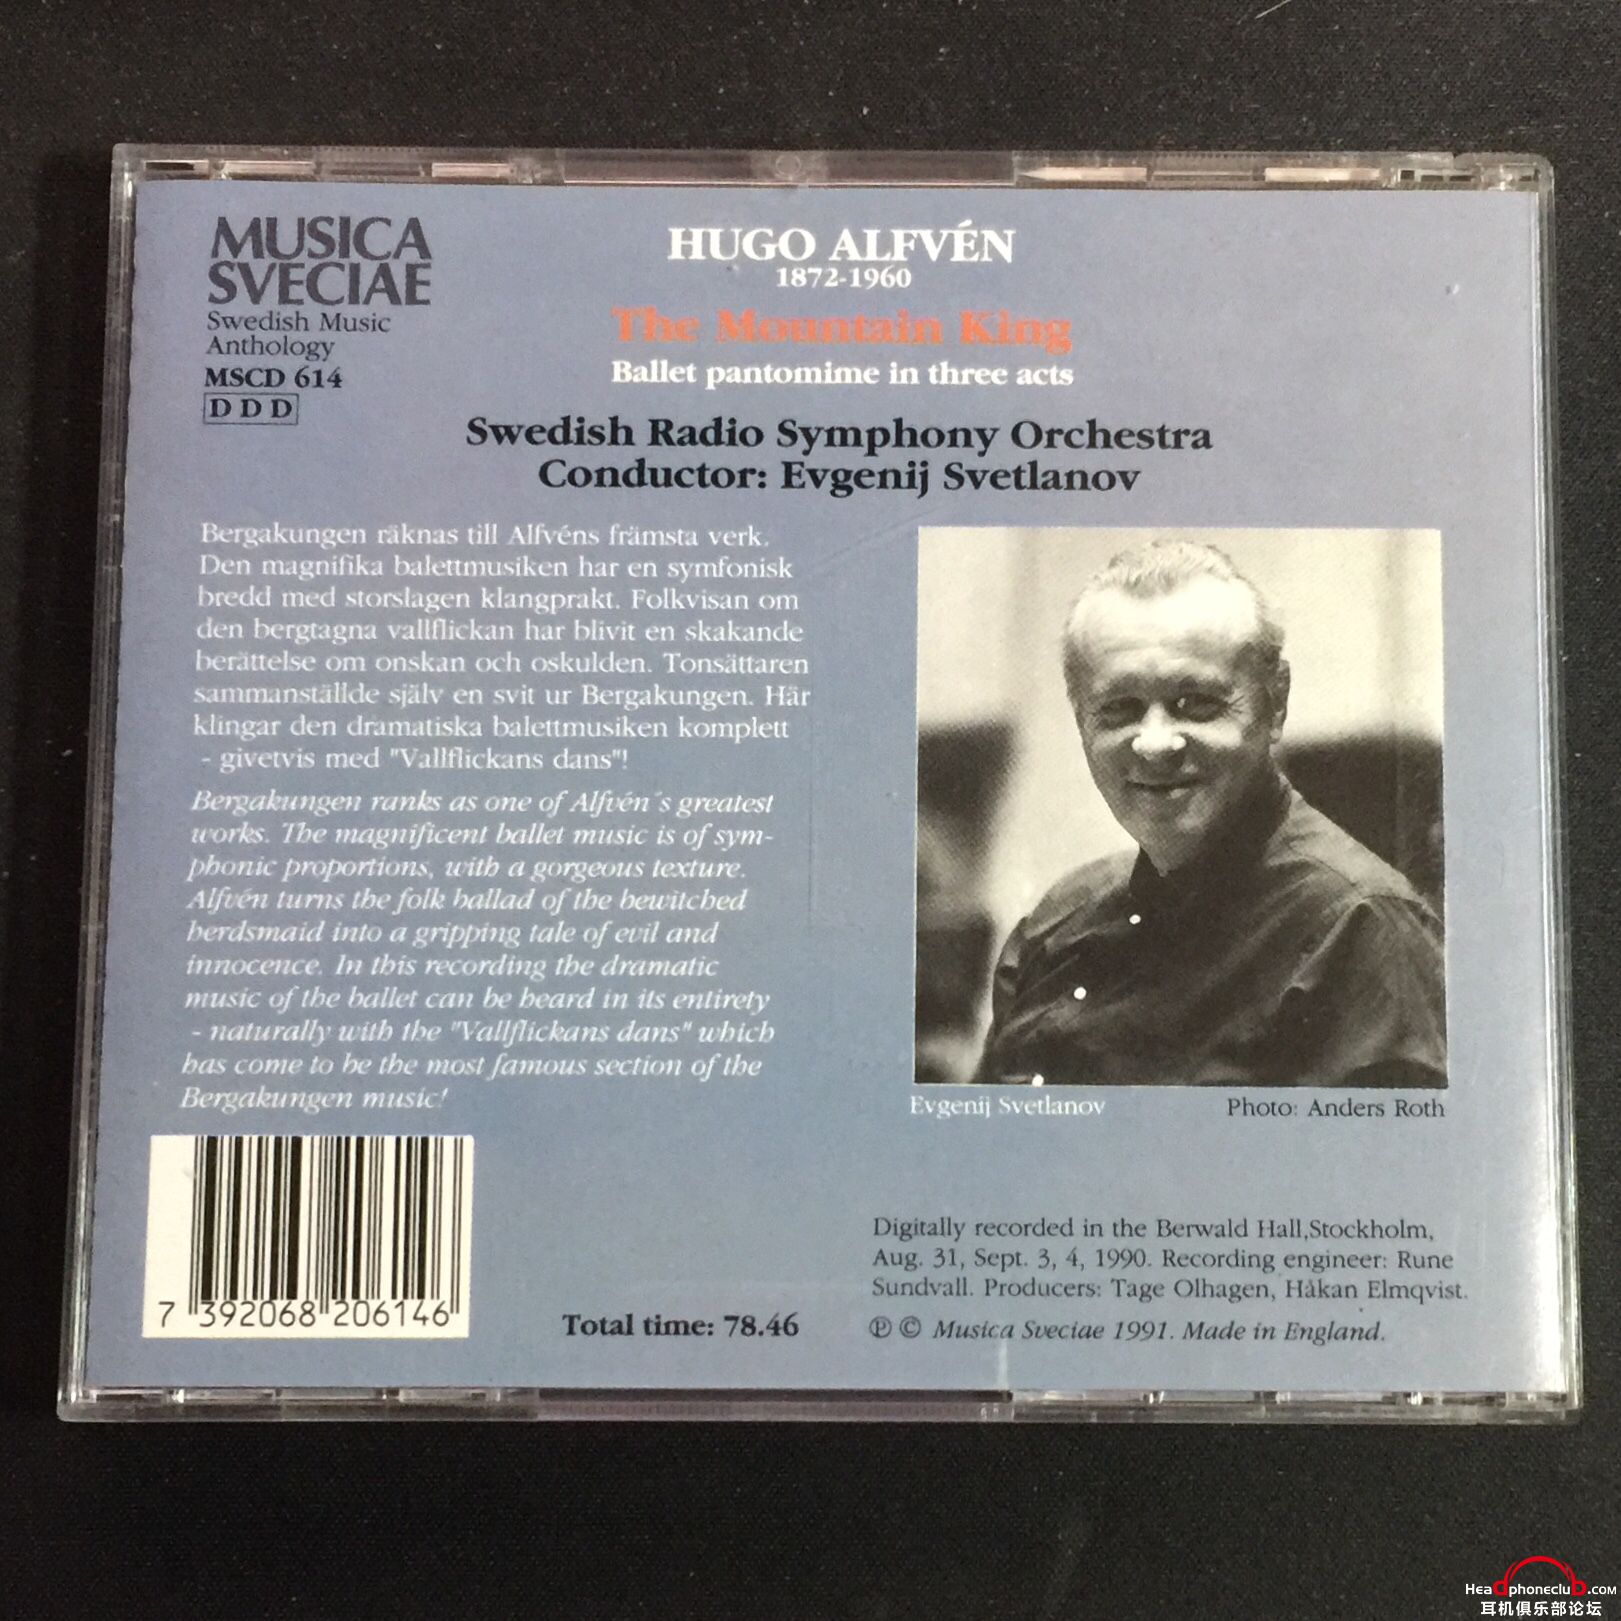 MUSICA
SVECIAE
Swedish Music
Anthology
MSCD 614
D D D
HUGO ALFVÉN
1872-1960
The Mountain King
Ballet pantomime in three acts
Swedish Radio Symphony Orchestra
Conductor: Evgenij Svetlanov
Bergakungen räknas till Alfvéns främsta verk.
Den magnifika balettmusiken har en symfonisk
bredd med storslagen klangprakt. Folkvisan om
den bergtagna vallflickan har blivit en skakande
berättelse om onskan och oskulden. Tonsättaren
sammanställde själv en svit ur Bergakungen. Här
klingar den dramatiska balettmusiken komplett
- givetvis med "Vallflickans dans"!
Bergakungen ranks as one of Alfvén´s greatest
works. The magnificent ballet music is of sym-
phonic proportions, with a gorgeous texture.
Alfvén turns the folk ballad of the bewitched
herdsmaid into a gripping tale of evil and
innocence. In this recording the dramatic
music of the ballet can be heard in its entirety
- naturally with the "Vallflickans dans" which
has come to be the most famous section of the
Bergakungen music!
Evgenij Svetlanov
Photo: Anders Roth
7 392068 206146
Total time: 78.46
Digitally recorded in the Berwald Hall,Stockholm,
Aug. 31, Sept. 3, 4, 1990. Recording engineer: Rune
Sundvall. Producers: Tage Olhagen, Håkan Elmqvist.
℗ © Musica Sveciae 1991. Made in England.
Headphoneclub.com
耳机俱乐部论坛